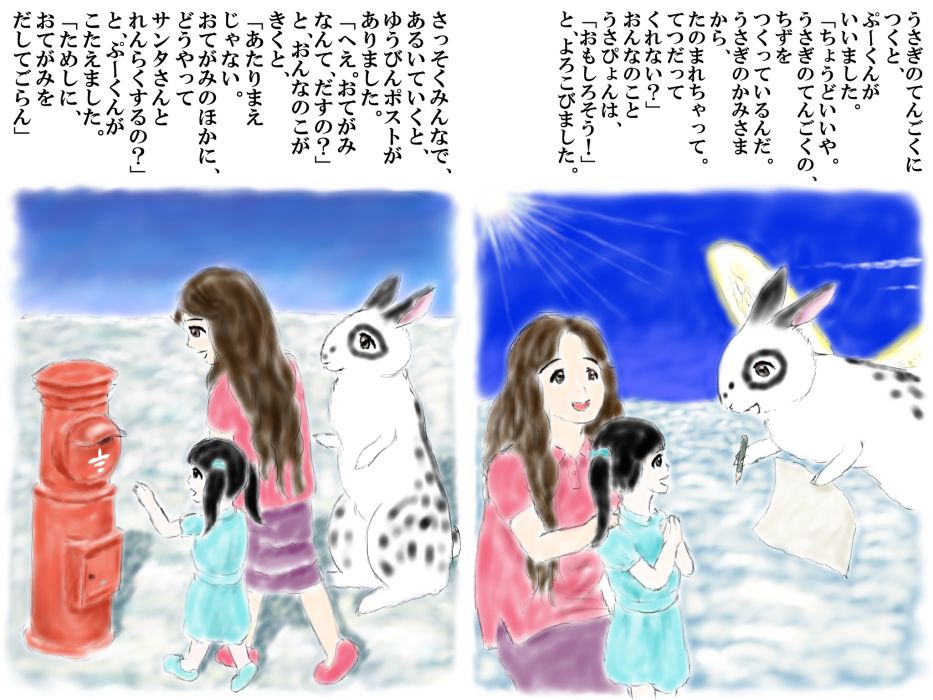 うさぎのてんごくに
つくと、
ぷーくんが
いいました。
「ちょうどいいや。
うさぎのてんごくの、
ちずを
つくっているんだ。
うさぎのかみさま
から、
たのまれちゃって。
てつだって
くれない？」
おんなのこと
うさぴょんは、
「おもしろそう！」
と、よろこびました。
さっそくみんなで、
あるいていくと、
ゆうびんポストが
ありました。
「へえ。おてがみ
なんて、だすの？」
と、おんなのこが
きくと、
「あたりまえ
じゃない。
おてがみのほかに、
どうやって
サンタさんと
れんらくするの？」
と、ぷーくんが
こたえました。
「ためしに、
おてがみを
だしてごらん」